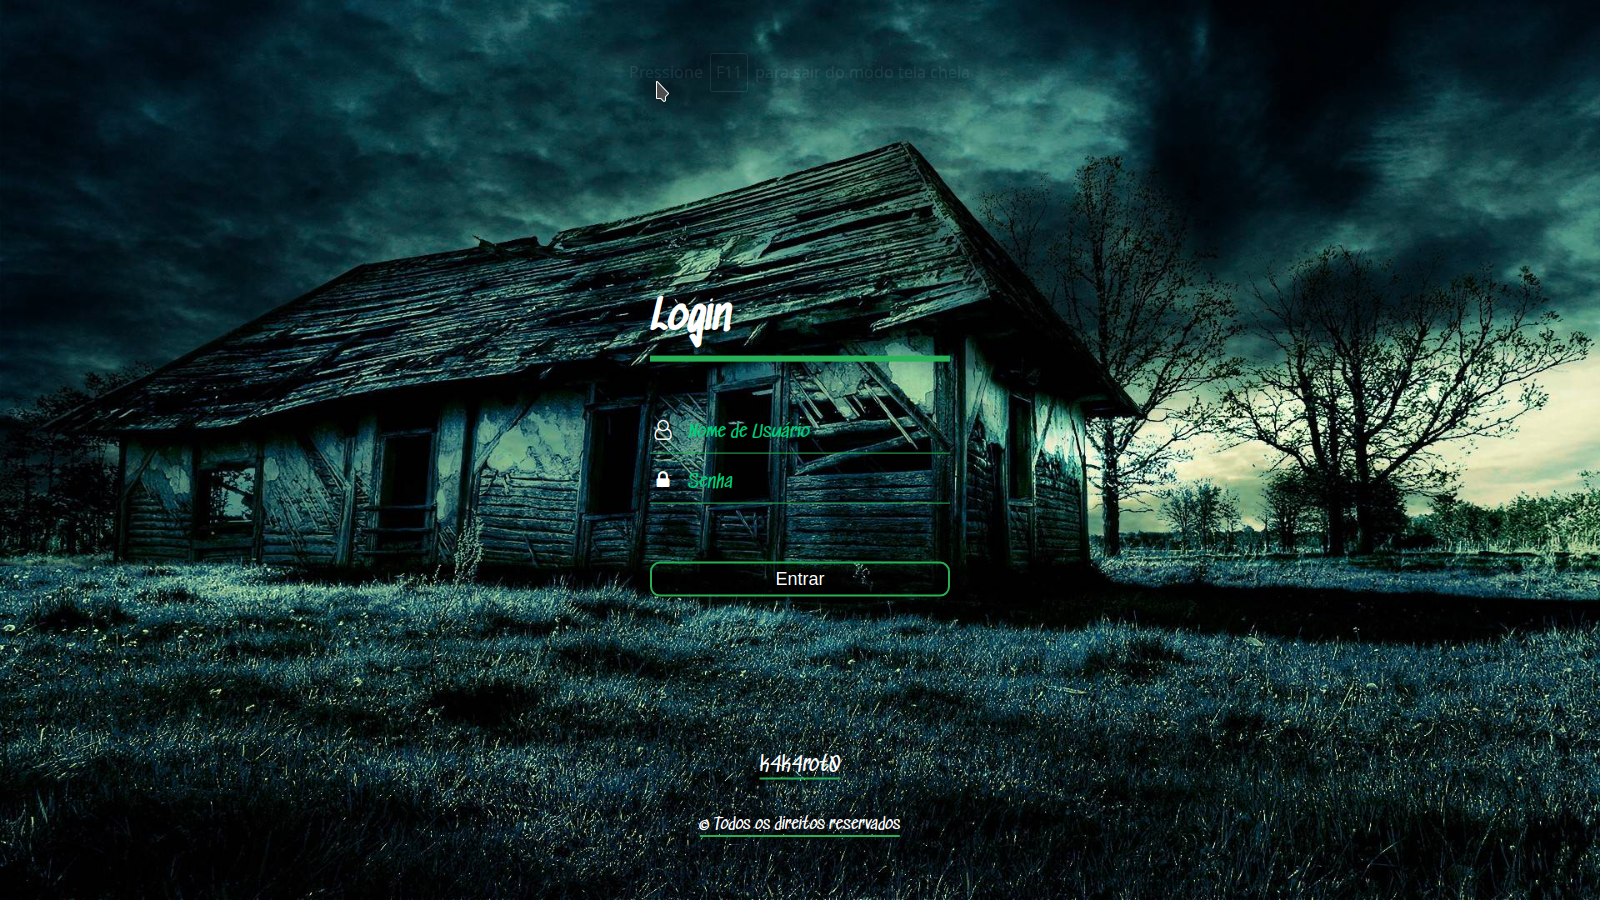 Pressione F11 para sair do modo tela cheia
Login
Nome de Usuário
Senha
Entrar
k4k4rot0
© Todos os direitos reservados